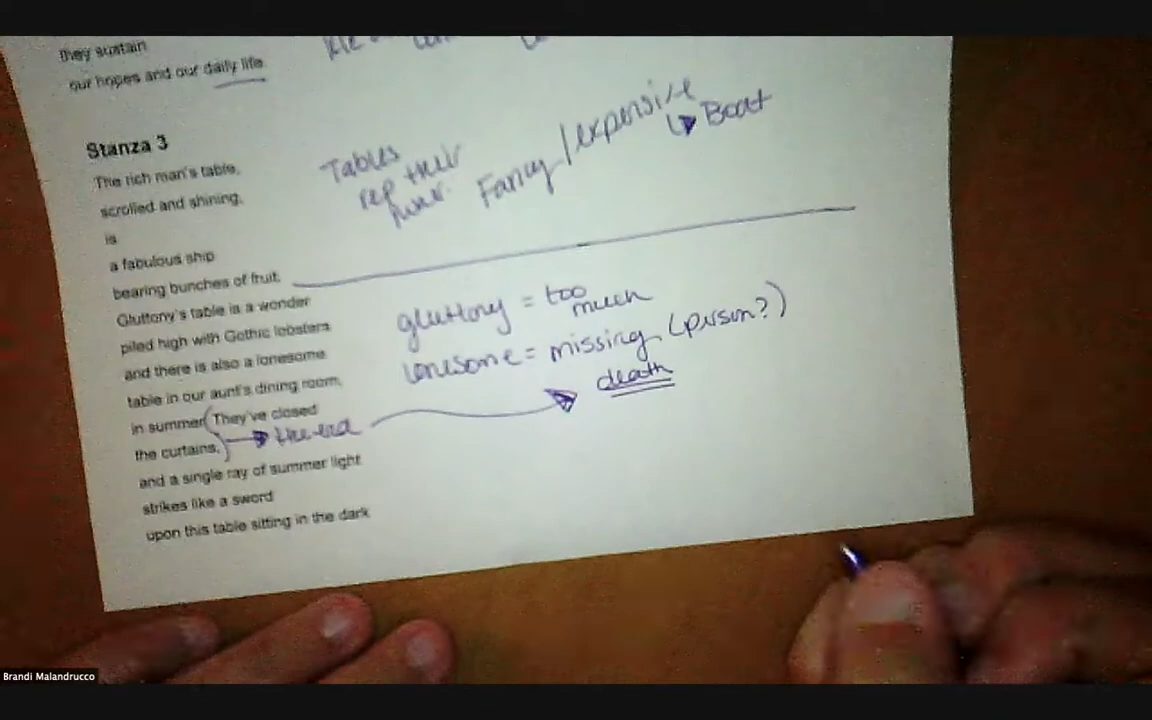 they sustain
our hopes and our daily life.
Stanza 3
The rich man's table,
scrolled and shining,
is
a fabulous ship
bearing bunches of fruit.
Gluttony's table is a wonder
piled high with Gothic lobsters
and there is also a lonesome
table in our aunt's dining room,
in summer. They've closed
the curtains,
and a single ray of summer light
strikes like a sword
upon this table sitting in the dark
Tables
rep their
Fancy / expensive
↳ Boat
gluttony = too
much
lonesome = missing (person?)
death
the end
Brandi Malandrucco